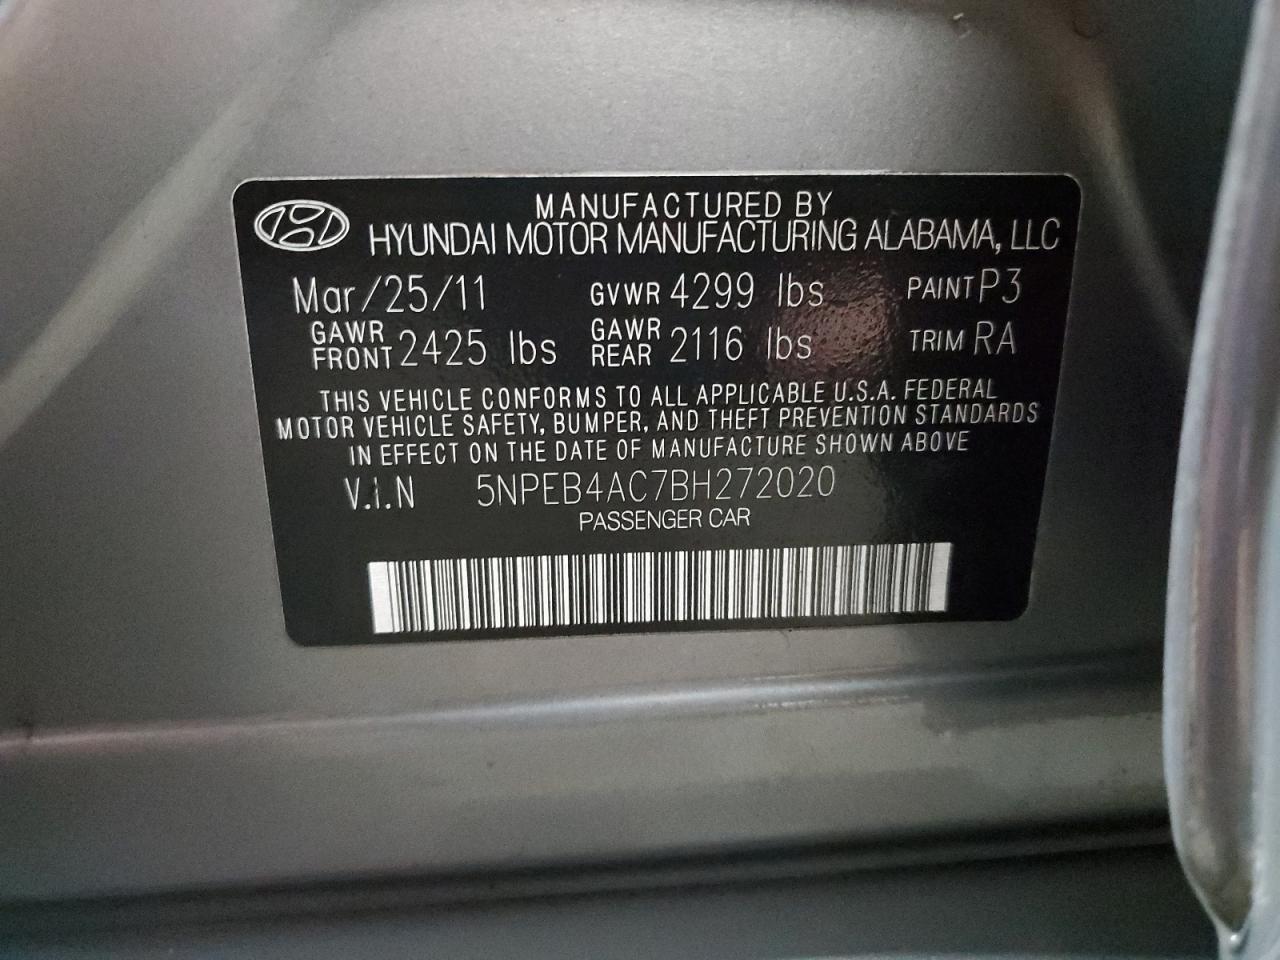 MANUFACTURED BY
HYUNDAI MOTOR MANUFACTURING ALABAMA, LLC
Mar/25/11 GVWR 4299 lbs PAINT P3
GAWR FRONT 2425 lbs GAWR REAR 2116 lbs TRIM RA
THIS VEHICLE CONFORMS TO ALL APPLICABLE U.S.A. FEDERAL
MOTOR VEHICLE SAFETY, BUMPER, AND THEFT PREVENTION STANDARDS
IN EFFECT ON THE DATE OF MANUFACTURE SHOWN ABOVE
V.I.N 5NPEB4AC7BH272020
PASSENGER CAR